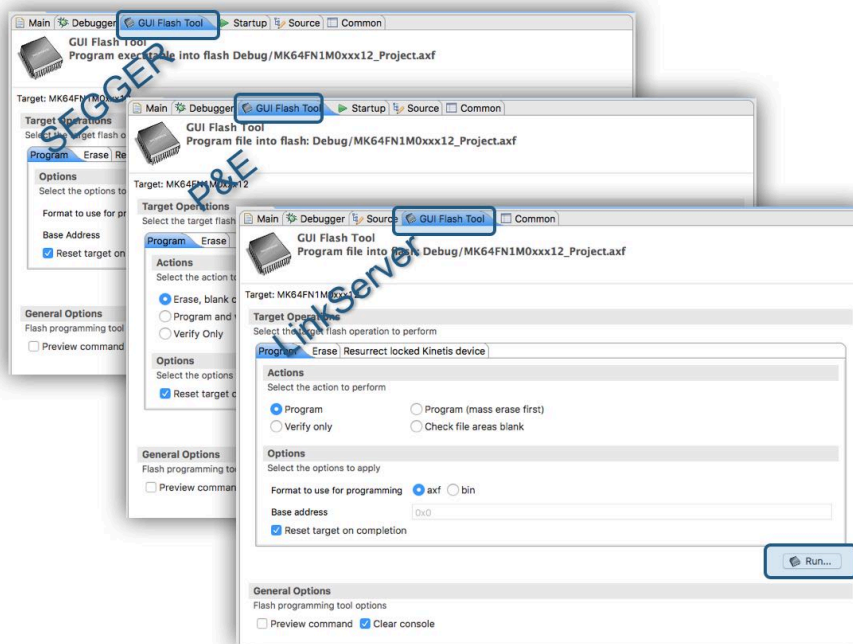 Main Debugger GUI Flash Tool Startup Source Common
GUI Flash Tool
Program executable into flash Debug/MK64FN1M0xxx12_Project.axf
SEGGER
Target: MK64FN1M0xxx1
Target Operations
Select the target flash o
Program Erase Re
Options
Select the options to
Format to use for pr
Base Address
Reset target on
General Options
Flash programming tool
Preview command
Main Debugger GUI Flash Tool Startup Source Common
GUI Flash Tool
Program file into flash: Debug/MK64FN1M0xxx12_Project.axf
P&E
Target: MK64FN1M0xxx12
Target Operations
Select the target flash
Program Erase
Actions
Select the action to
Erase, blank c
Program and v
Verify Only
Options
Select the options
Reset target o
General Options
Flash programming too
Preview comman
Main Debugger Source GUI Flash Tool Common
GUI Flash Tool
Program file into flash: Debug/MK64FN1M0xxx12_Project.axf
LinkServer
Target: MK64FN1M0xxx12
Target Operations
Select the target flash operation to perform
Program Erase Resurrect locked Kinetis device
Actions
Select the action to perform
Program Program (mass erase first)
Verify only Check file areas blank
Options
Select the options to apply
Format to use for programming axf bin
Base address 0x0
Reset target on completion
Run...
General Options
Flash programming tool options
Preview command Clear console